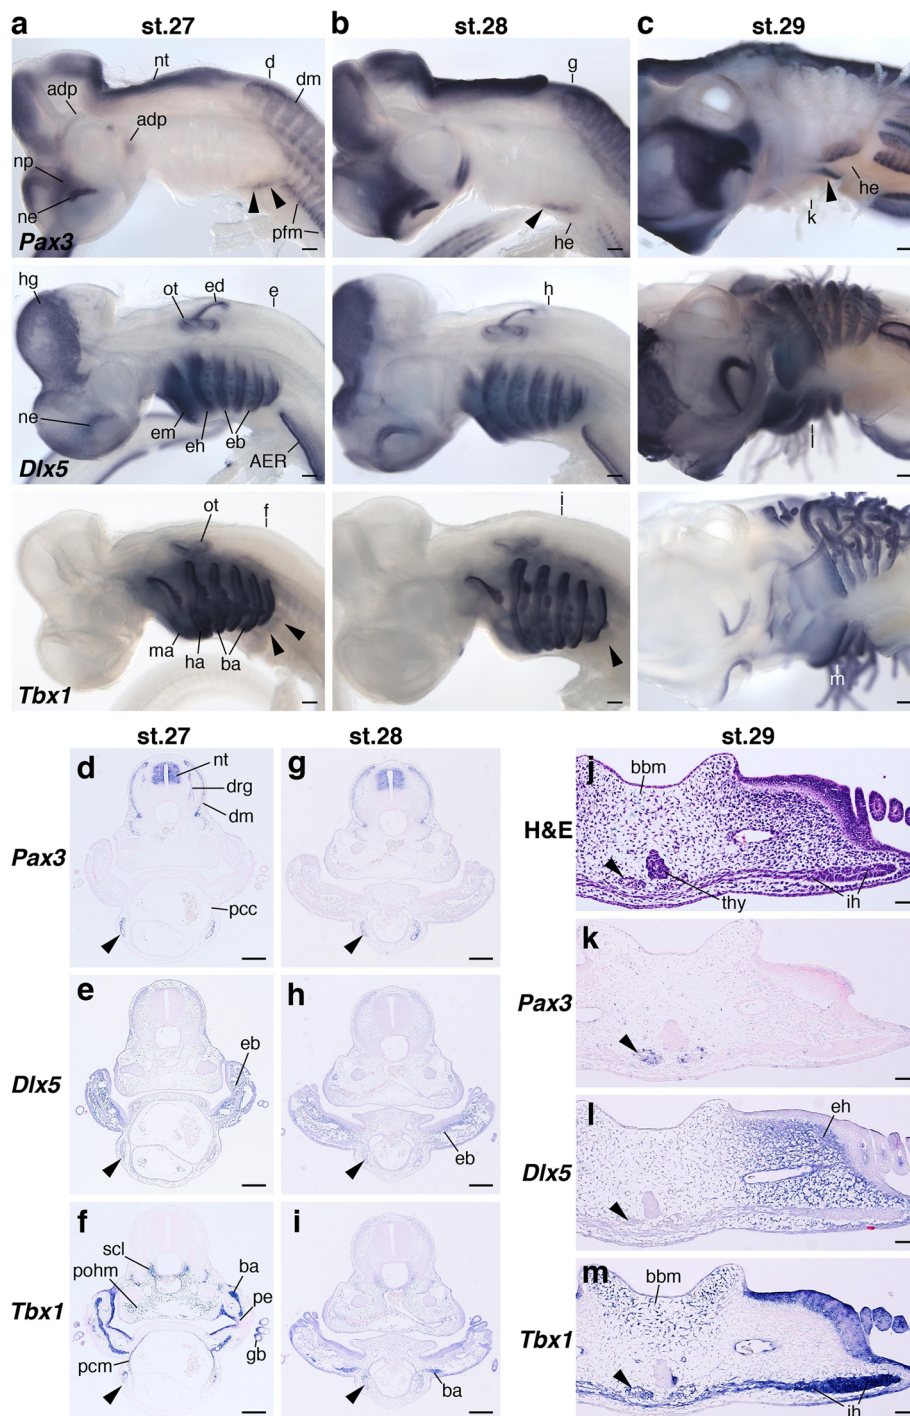 a st.27 b st.28 c st.29
nt d dm adp adp np ne pfm
Pax3
g he
he k
hg ot ed e ne em eh eb AER
Dlx5
h
l
ot f ma ha ba
Tbx1
i
m
st.27 st.28 st.29
d nt drg dm pcc
Pax3
g
j bbm thy ih
H&E
k
Pax3
e eb
Dlx5
h eb
l eh
Dlx5
f scl pohm ba pe gb pcm
Tbx1
i ba
m bbm ih
Tbx1